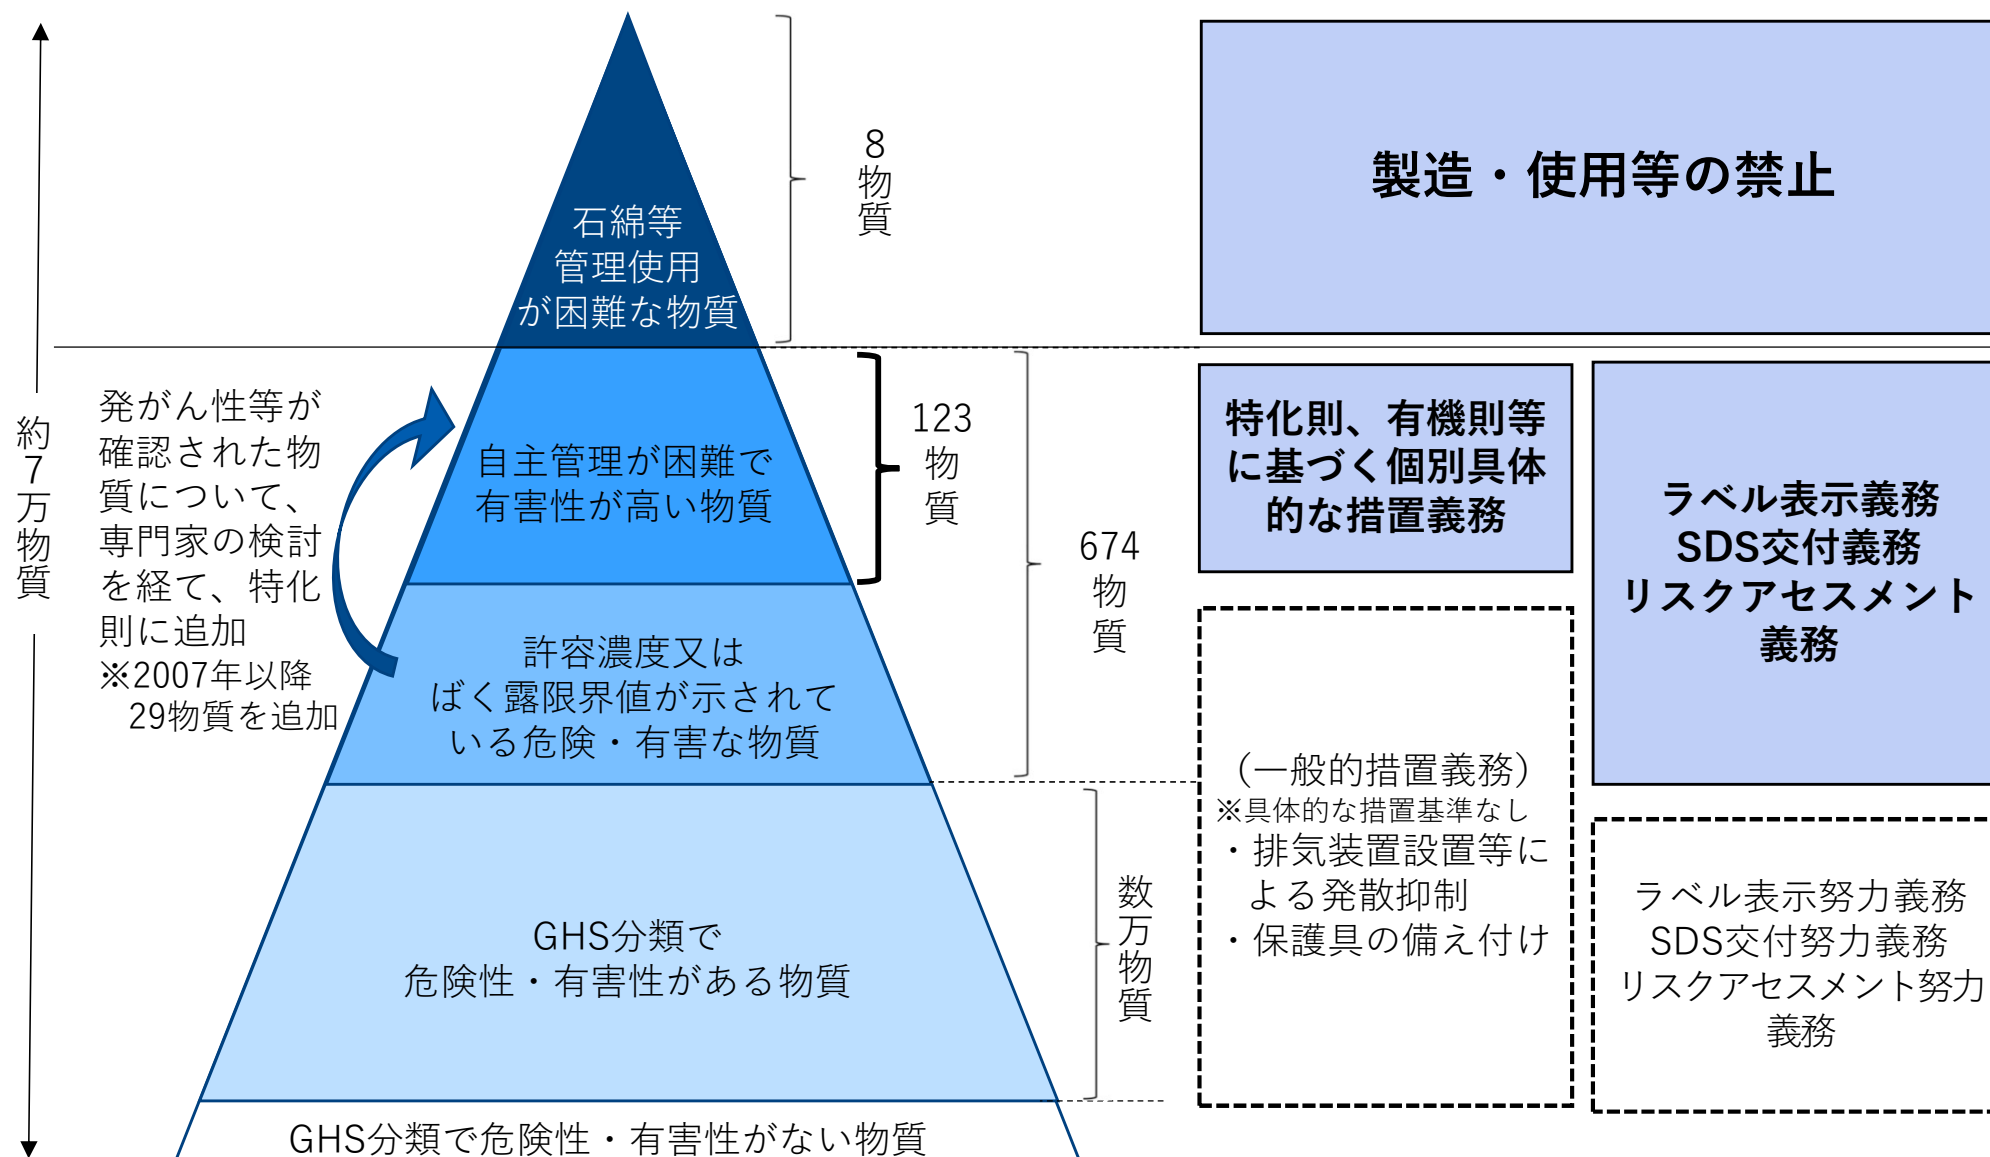 約7万物質
発がん性等が
確認された物
質について、
専門家の検討
を経て、特化
則に追加
※2007年以降
29物質を追加
石綿等
管理使用
が困難な物質
自主管理が困難で
有害性が高い物質
許容濃度又は
ばく露限界値が示されて
いる危険・有害な物質
GHS分類で
危険性・有害性がある物質
GHS分類で危険性・有害性がない物質
8物質
123物質
674物質
数万物質
製造・使用等の禁止
特化則、有機則等
に基づく個別具体
的な措置義務
ラベル表示義務
SDS交付義務
リスクアセスメント
義務
（一般的措置義務）
※具体的な措置基準なし
・排気装置設置等に
よる発散抑制
・保護具の備え付け
ラベル表示努力義務
SDS交付努力義務
リスクアセスメント努力
義務